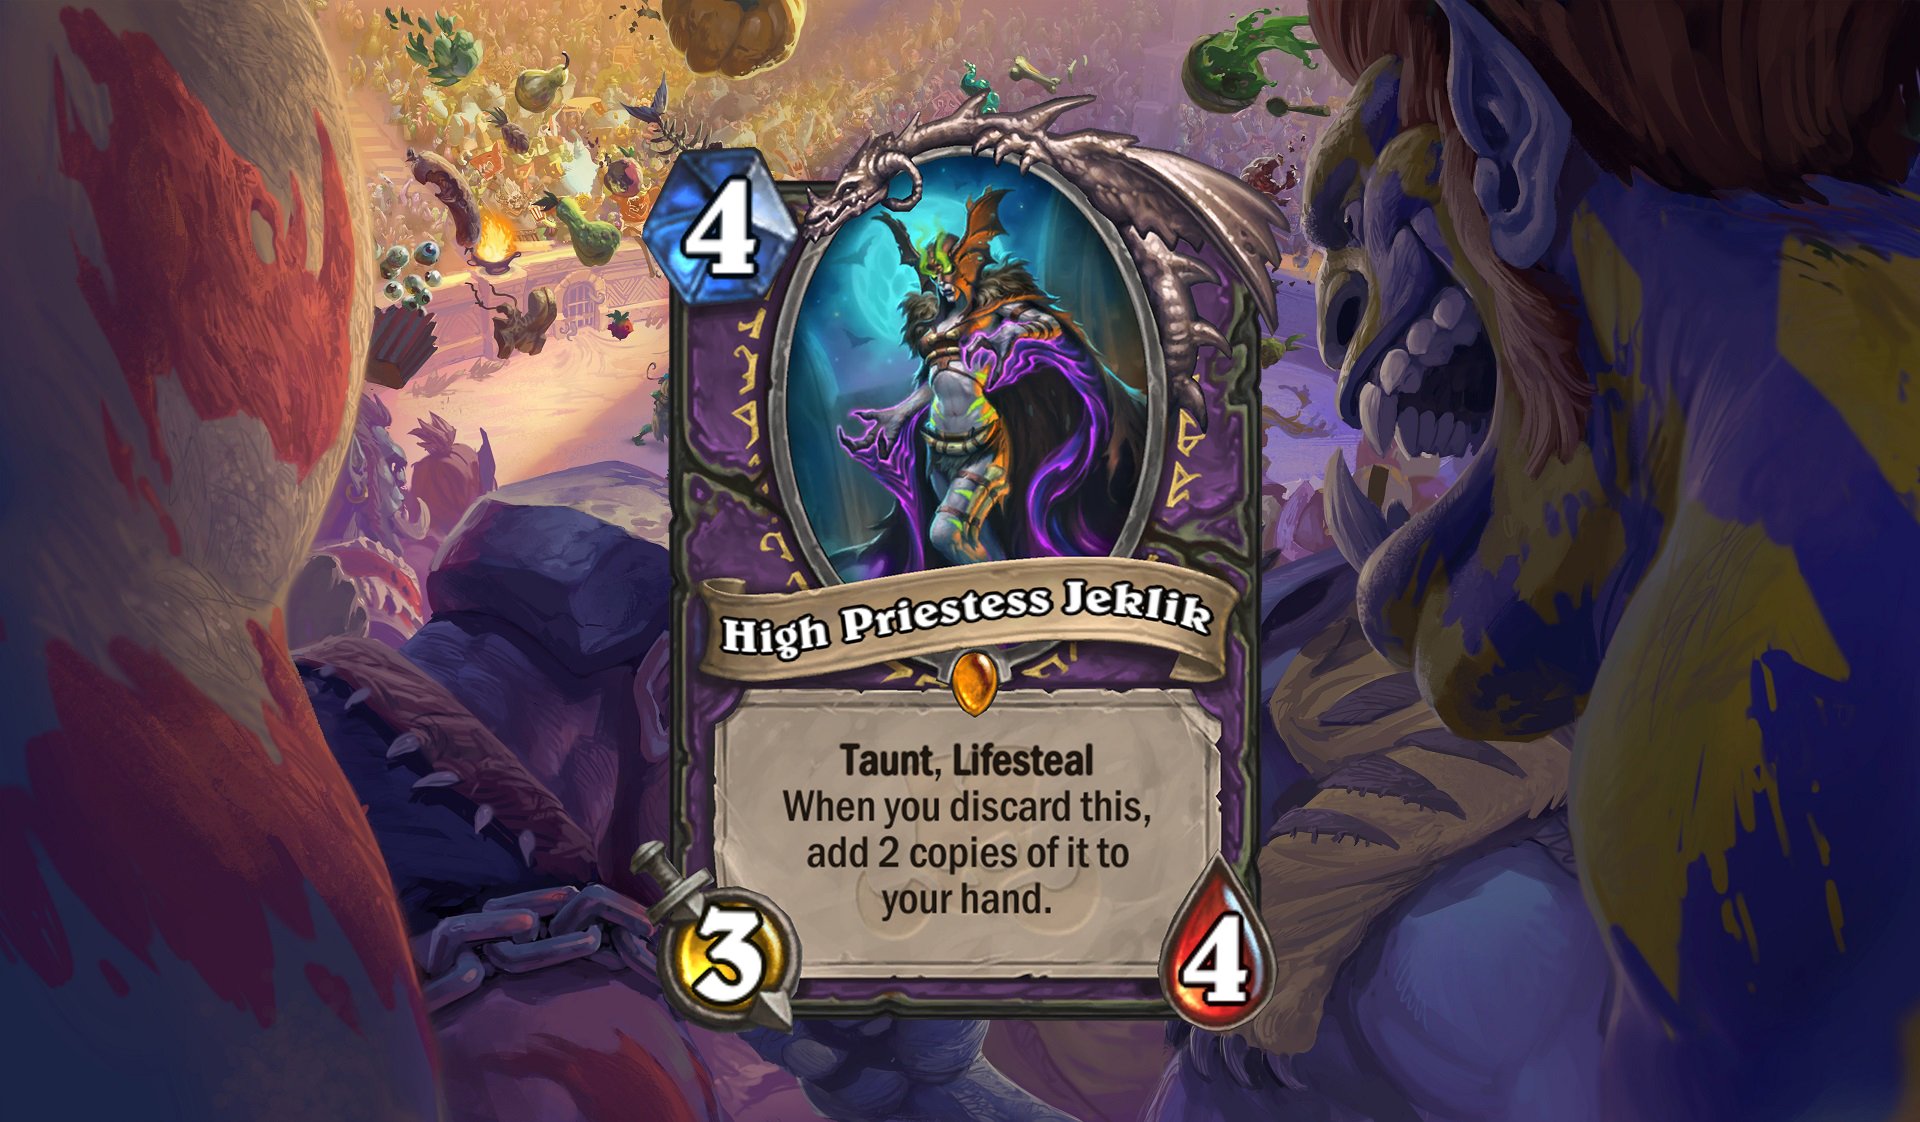 4
High Priestess Jeklik
Taunt, Lifesteal
When you discard this,
add 2 copies of it to
your hand.
3
4